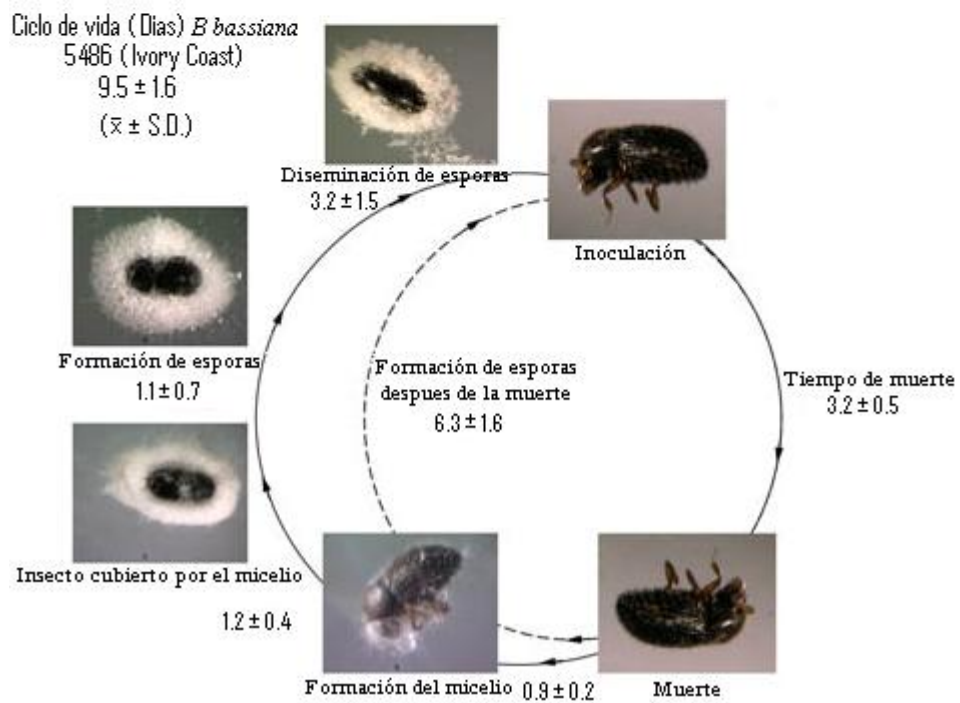 Ciclo de vida (Dias) B bassiana
5486 (Ivory Coast)
9.5 ± 1.6
(x̄ ± S.D.)
Diseminación de esporas
3.2 ± 1.5
Inoculación
Formación de esporas
1.1 ± 0.7
Formación de esporas
despues de la muerte
6.3 ± 1.6
Tiempo de muerte
3.2 ± 0.5
Insecto cubierto por el micelio
1.2 ± 0.4
Formación del micelio
0.9 ± 0.2
Muerte